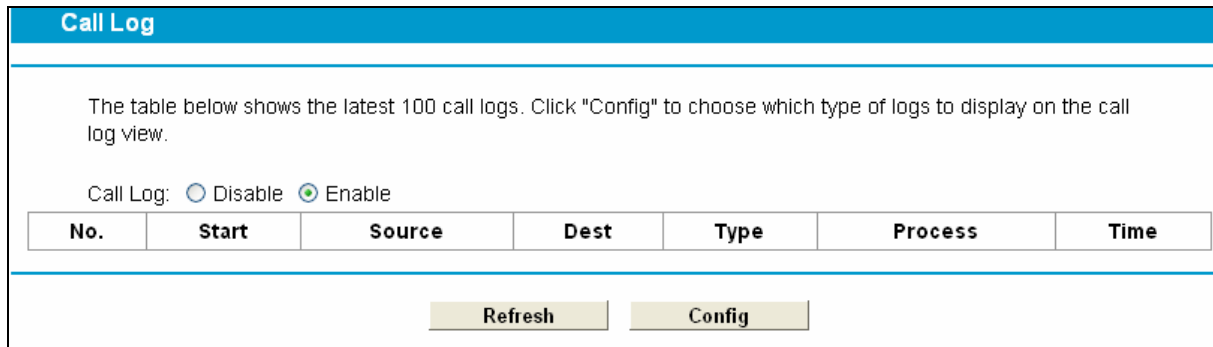 Call Log
The table below shows the latest 100 call logs. Click "Config" to choose which type of logs to display on the call
log view.
Call Log: Disable Enable
No. Start Source Dest Type Process Time
Refresh Config